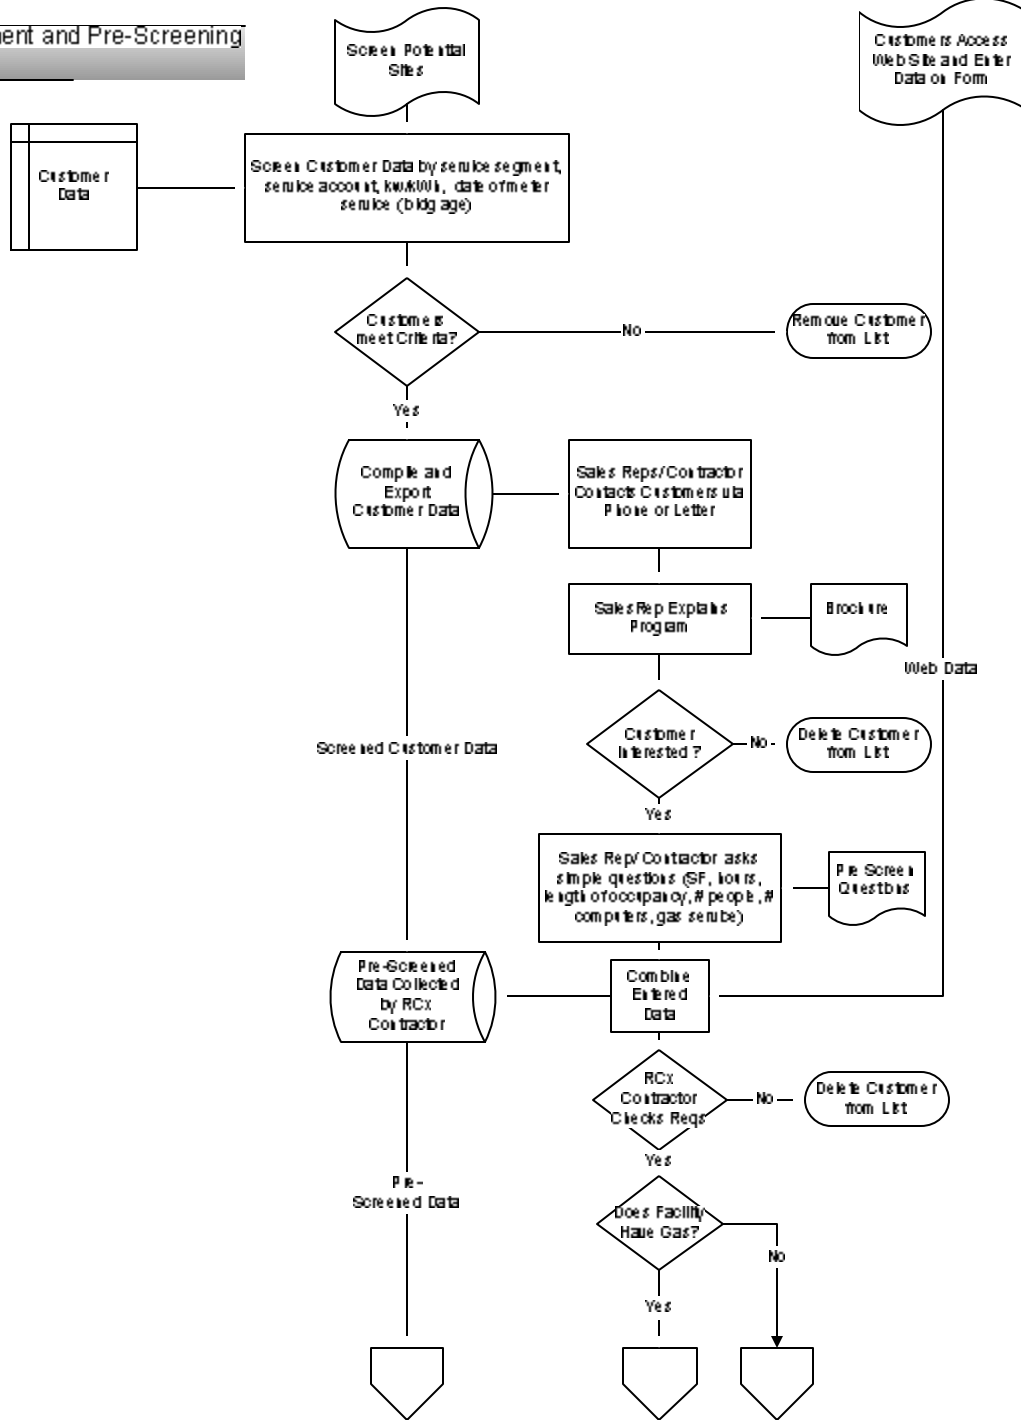 ent and Pre-Screening
Screen Potential
Sites
Customers Access
Web Site and Enter
Data on Form
Customer
Data
Screen Customer Data by service segment,
service account, kw/kWh, date of meter
service (bldg age)
Customers
meet Criteria?
No
Remove Customer
from List
Yes
Compile and
Export
Customer Data
Sales Reps/Contractor
Contacts Customers via
Phone or Letter
Sales Rep Explains
Program
Brochure
Web Data
Customer
Interested ?
No
Delete Customer
from List
Screened Customer Data
Yes
Sales Rep/Contractor asks
simple questions (SF, hours,
length of occupancy, # people, #
computers, gas service)
Pre Screen
Questions
Pre-Screened
Data Collected
by RCx
Contractor
Combine
Entered
Data
RCx
Contractor
Checks Reqs
No
Delete Customer
from List
Yes
Pre-
Screened Data
Does Facility
Have Gas?
No
Yes